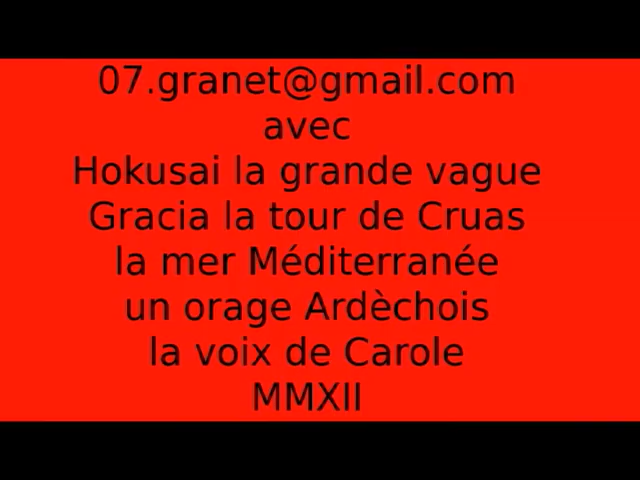 07.granet@gmail.com
avec
Hokusai la grande vague
Gracia la tour de Cruas
la mer Méditerranée
un orage Ardèchois
la voix de Carole
MMXII